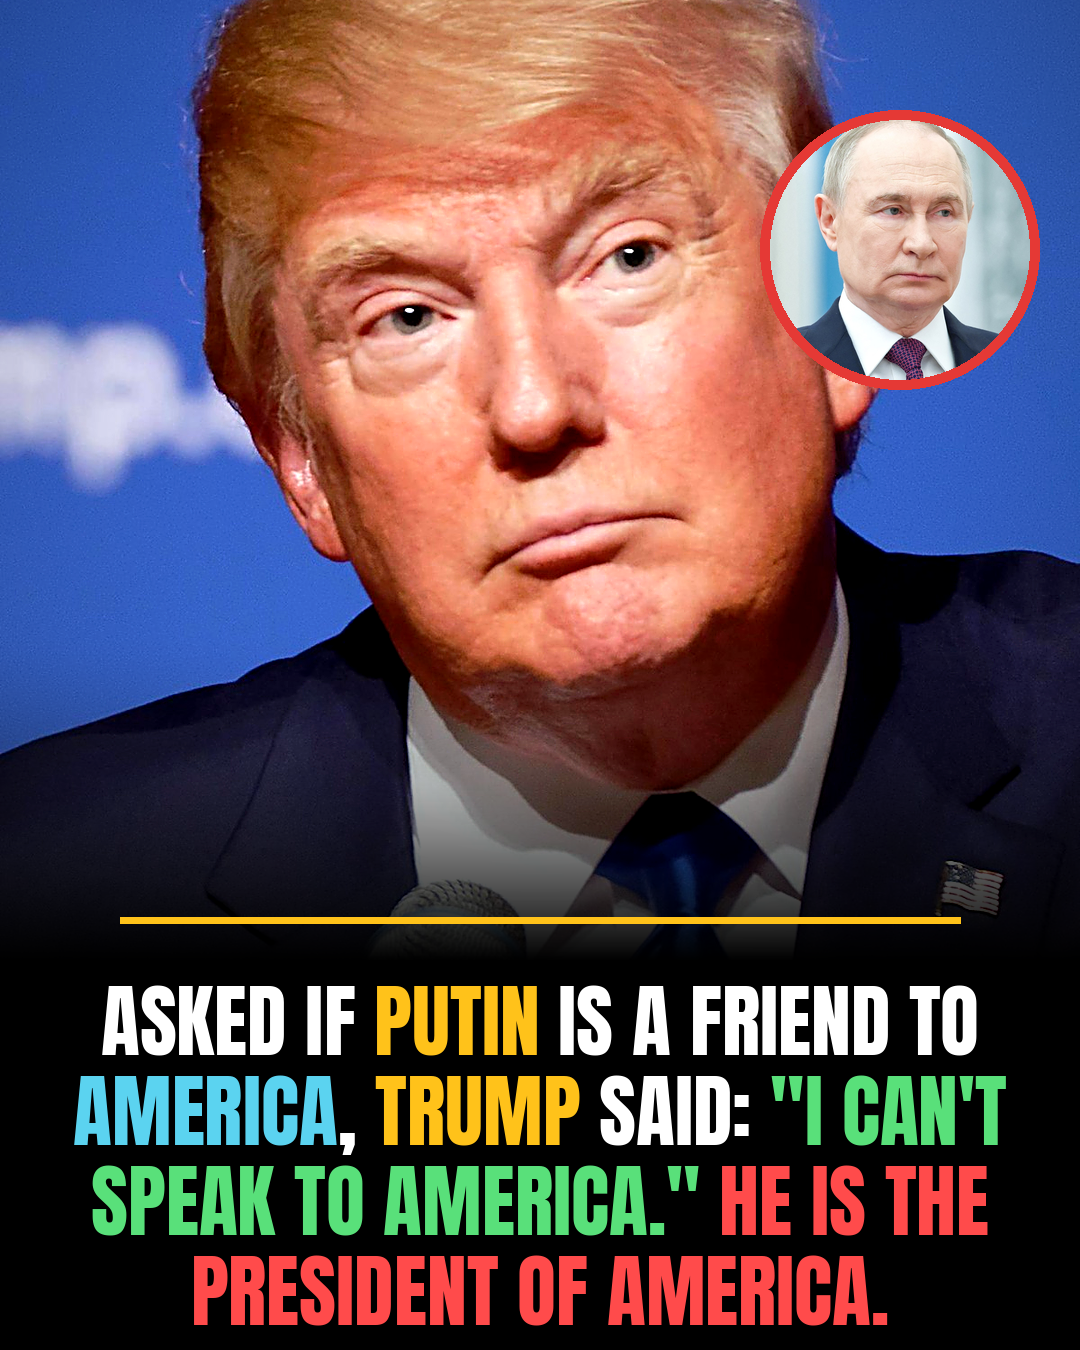 ASKED IF PUTIN IS A FRIEND TO
AMERICA, TRUMP SAID: "I CAN'T
SPEAK TO AMERICA." HE IS THE
PRESIDENT OF AMERICA.